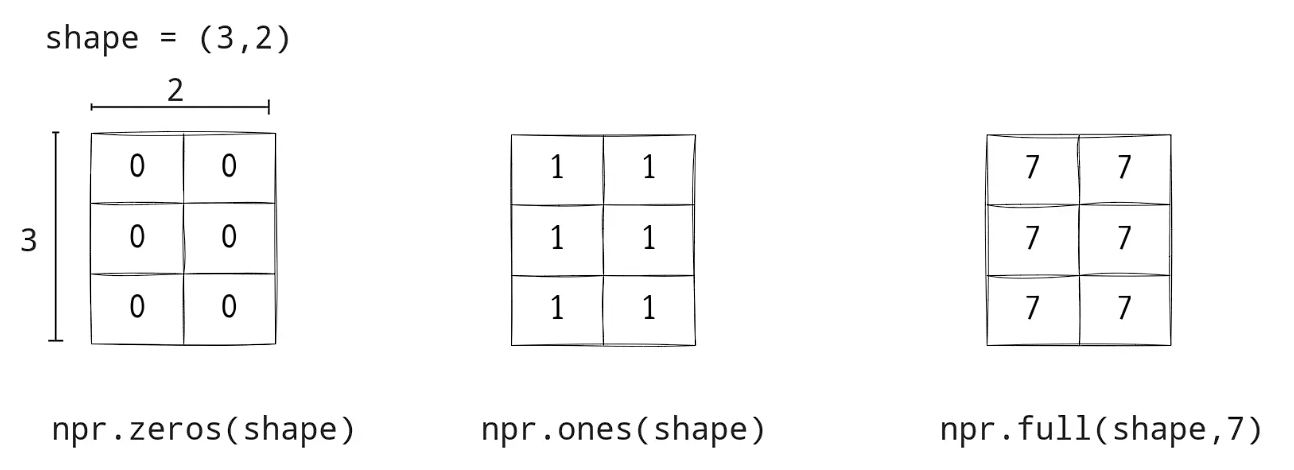 shape = (3,2)
2
3
0 0
0 0
0 0
1 1
1 1
1 1
7 7
7 7
7 7
npr.zeros(shape)
npr.ones(shape)
npr.full(shape,7)